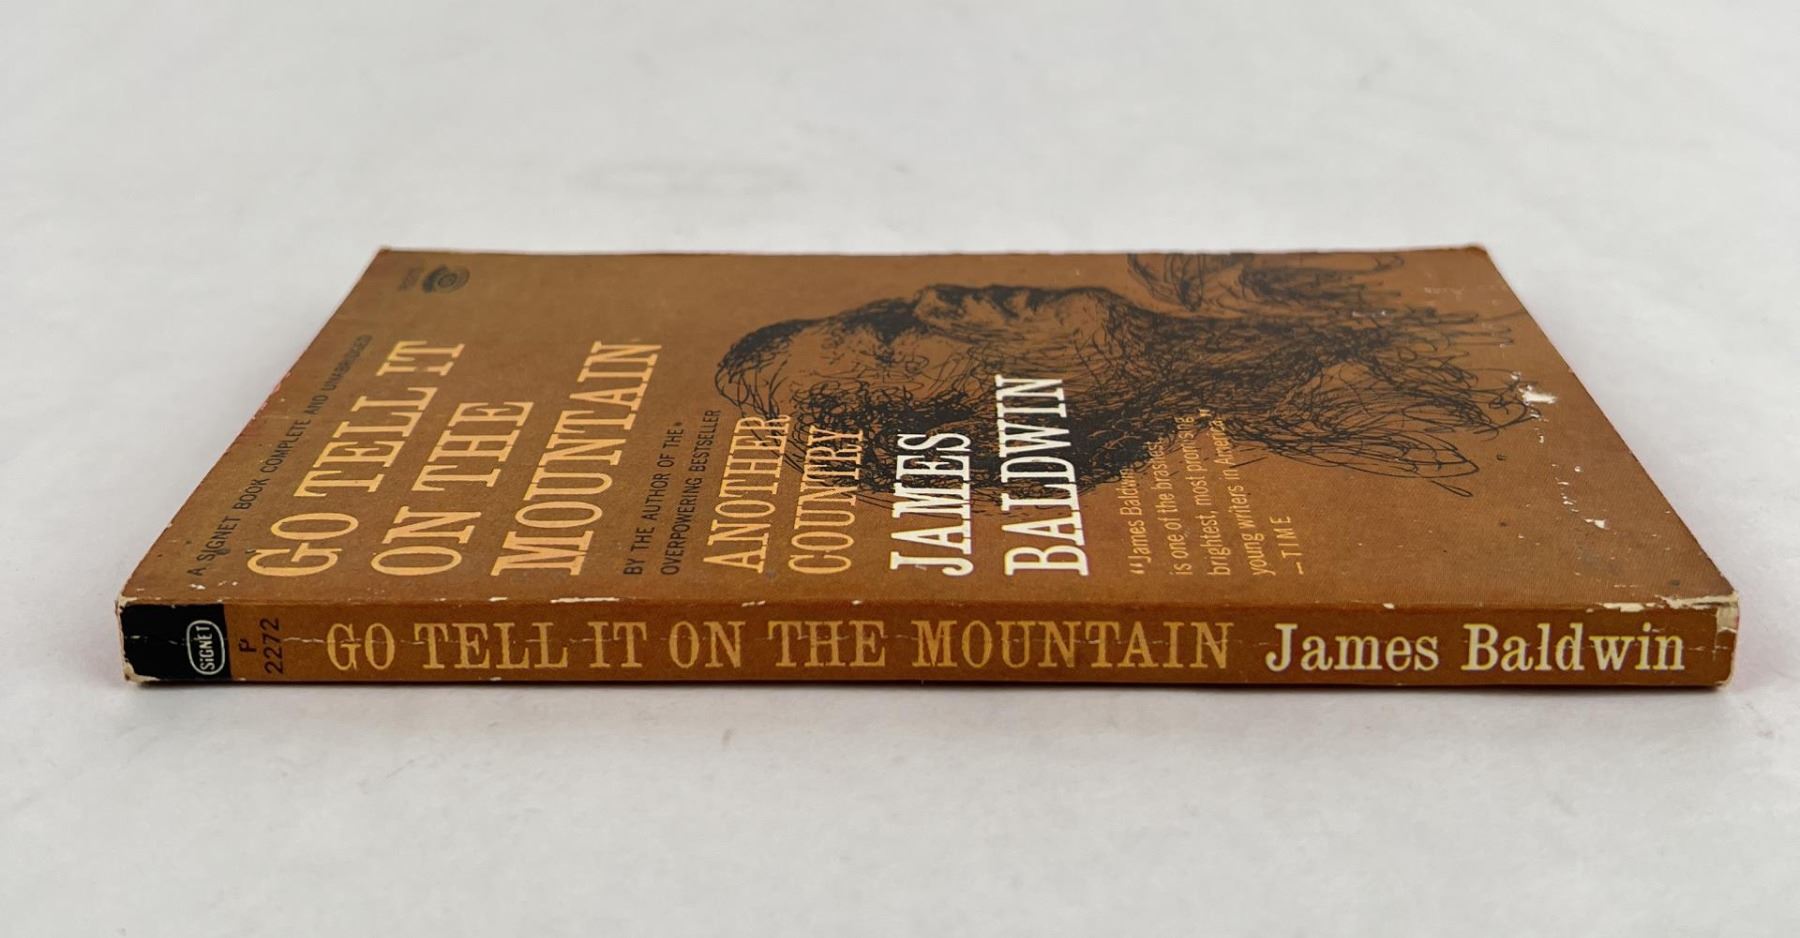 A SIGNET BOOK COMPLETE AND UNABRIDGED
GO TELL IT
ON THE
MOUNTAIN
BY THE AUTHOR OF THE
OVERPOWERING BESTSELLER
ANOTHER
COUNTRY
JAMES
BALDWIN
“James Baldwin
is one of the brashest,
brightest, most promising
young writers in America”
—TIME
SIGNET
P
2272
GO TELL IT ON THE MOUNTAIN James Baldwin